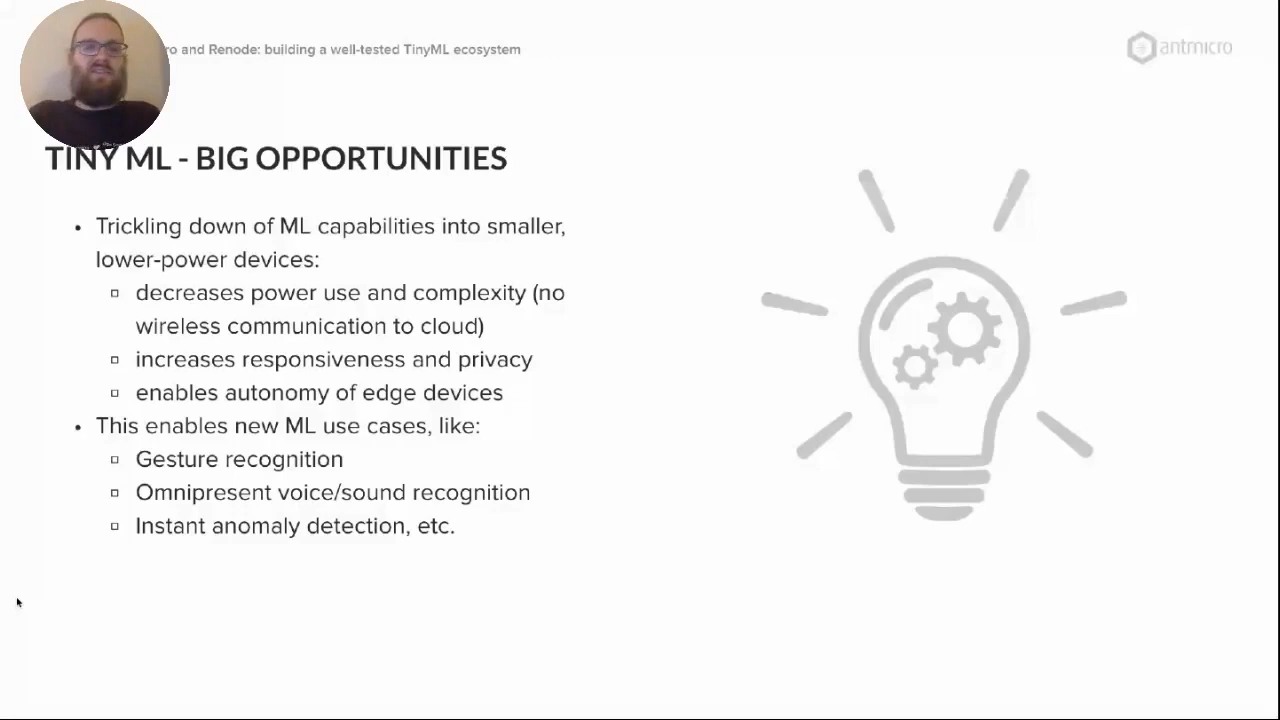 ro and Renode: building a well-tested TinyML ecosystem
antmicro
TINY ML - BIG OPPORTUNITIES
• Trickling down of ML capabilities into smaller,
lower-power devices:
▫ decreases power use and complexity (no
wireless communication to cloud)
▫ increases responsiveness and privacy
▫ enables autonomy of edge devices
• This enables new ML use cases, like:
▫ Gesture recognition
▫ Omnipresent voice/sound recognition
▫ Instant anomaly detection, etc.